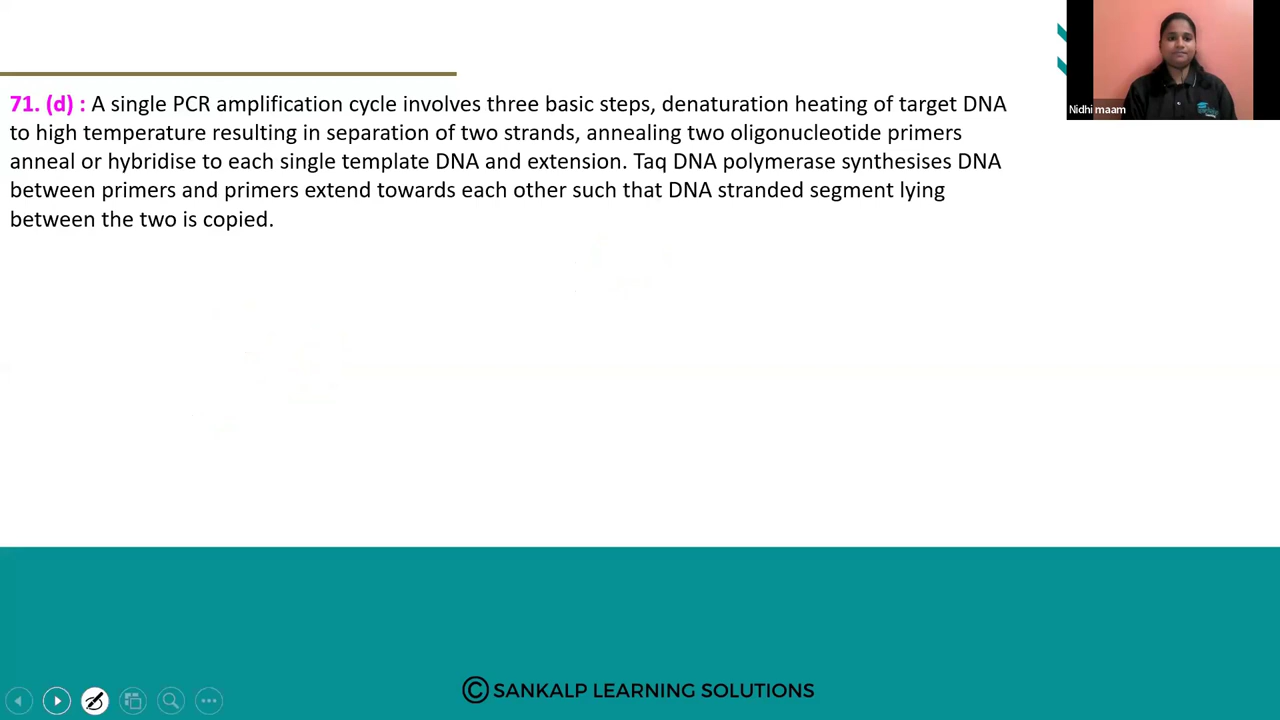 71. (d) : A single PCR amplification cycle involves three basic steps, denaturation heating of target DNA
to high temperature resulting in separation of two strands, annealing two oligonucleotide primers
anneal or hybridise to each single template DNA and extension. Taq DNA polymerase synthesises DNA
between primers and primers extend towards each other such that DNA stranded segment lying
between the two is copied.
Nidhi maam
© SANKALP LEARNING SOLUTIONS